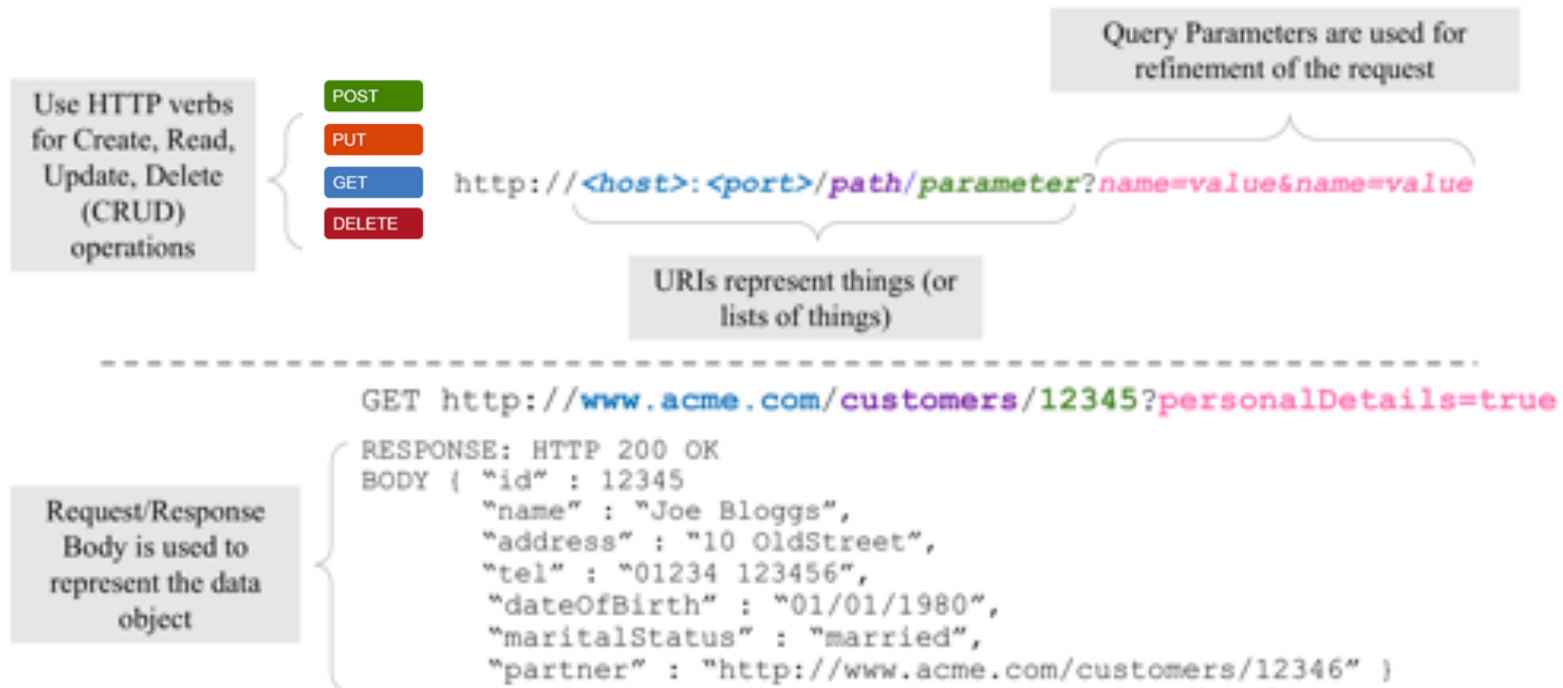 Query Parameters are used for
refinement of the request
Use HTTP verbs
for Create, Read,
Update, Delete
(CRUD)
operations
POST
PUT
GET
DELETE
http://<host>:<port>/path/parameter?name=value&name=value
URIs represent things (or
lists of things)
GET http://www.acme.com/customers/12345?personalDetails=true
RESPONSE: HTTP 200 OK
BODY { “id” : 12345
“name” : “Joe Bloggs”,
“address” : “10 OldStreet”,
“tel” : “01234 123456”,
“dateOfBirth” : “01/01/1980”,
“maritalStatus” : “married”,
“partner” : “http://www.acme.com/customers/12346” }
Request/Response
Body is used to
represent the data
object